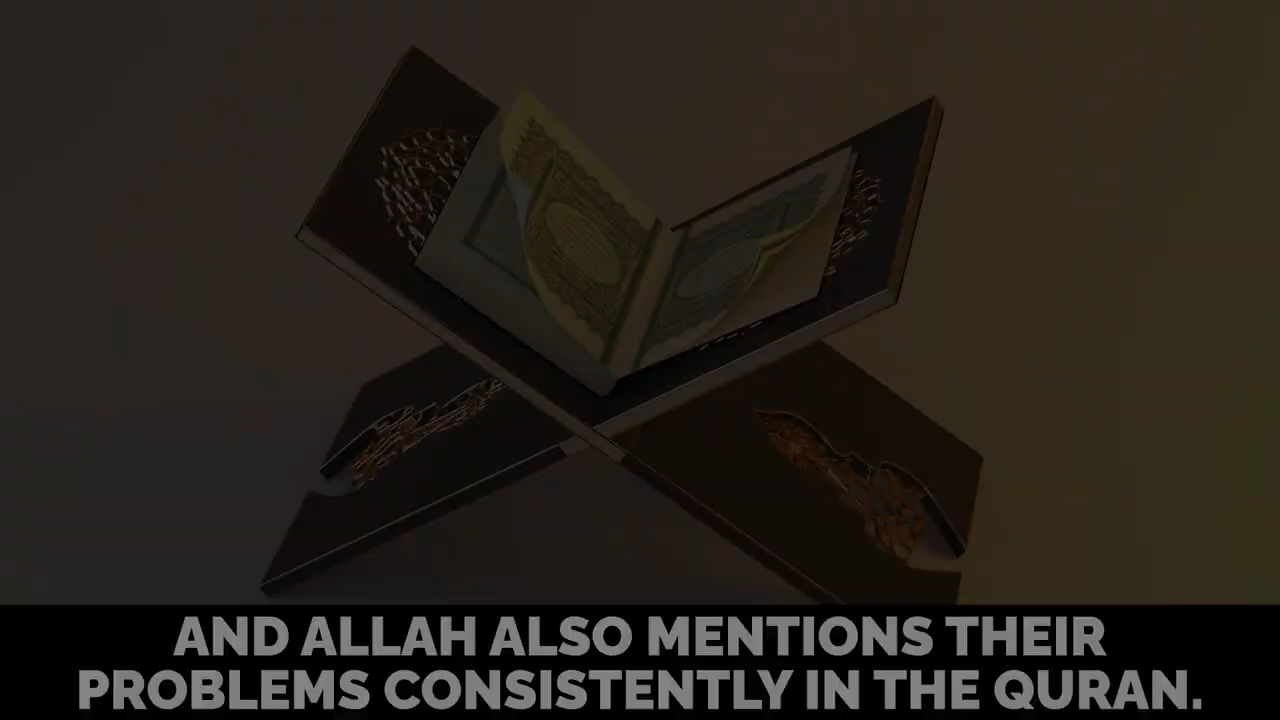 AND ALLAH ALSO MENTIONS THEIR
PROBLEMS CONSISTENTLY IN THE QURAN.